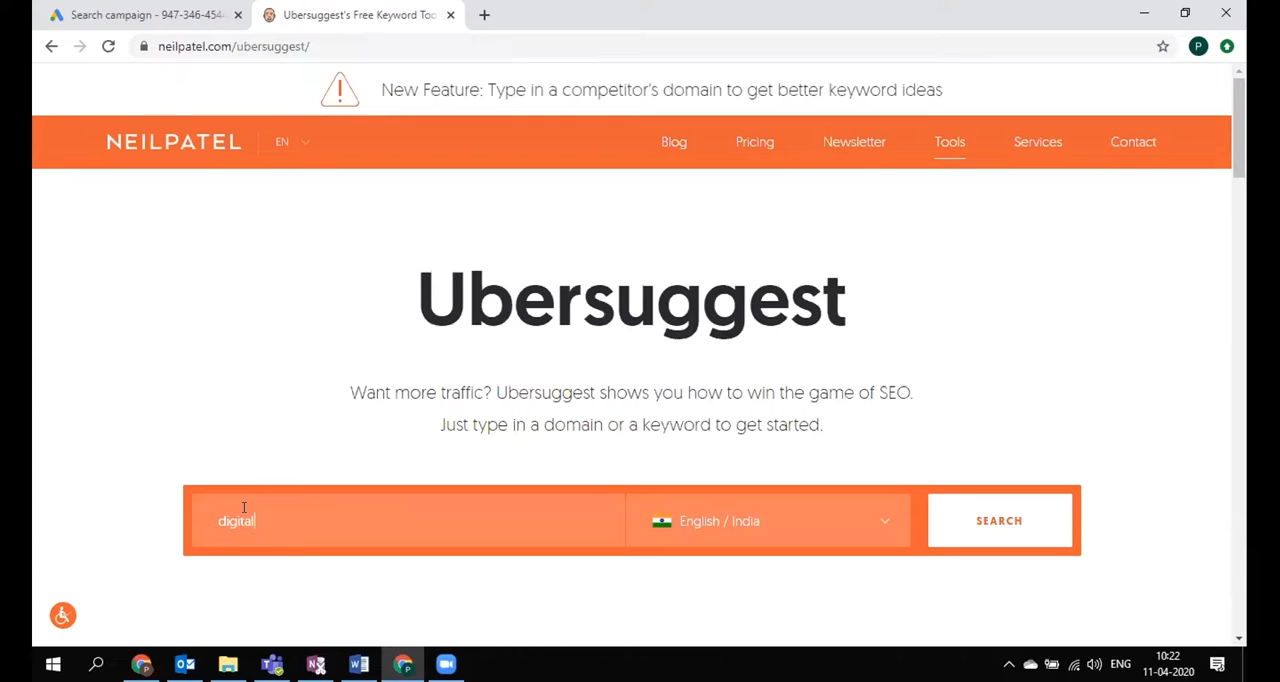 Search campaign - 947-346-454
Ubersuggest's Free Keyword Too
neilpatel.com/ubersuggest/
P
New Feature: Type in a competitor's domain to get better keyword ideas
NEILPATEL
EN
Blog
Pricing
Newsletter
Tools
Services
Contact
Ubersuggest
Want more traffic? Ubersuggest shows you how to win the game of SEO.
Just type in a domain or a keyword to get started.
digital
English / India
SEARCH
ENG
10:22
11-04-2020